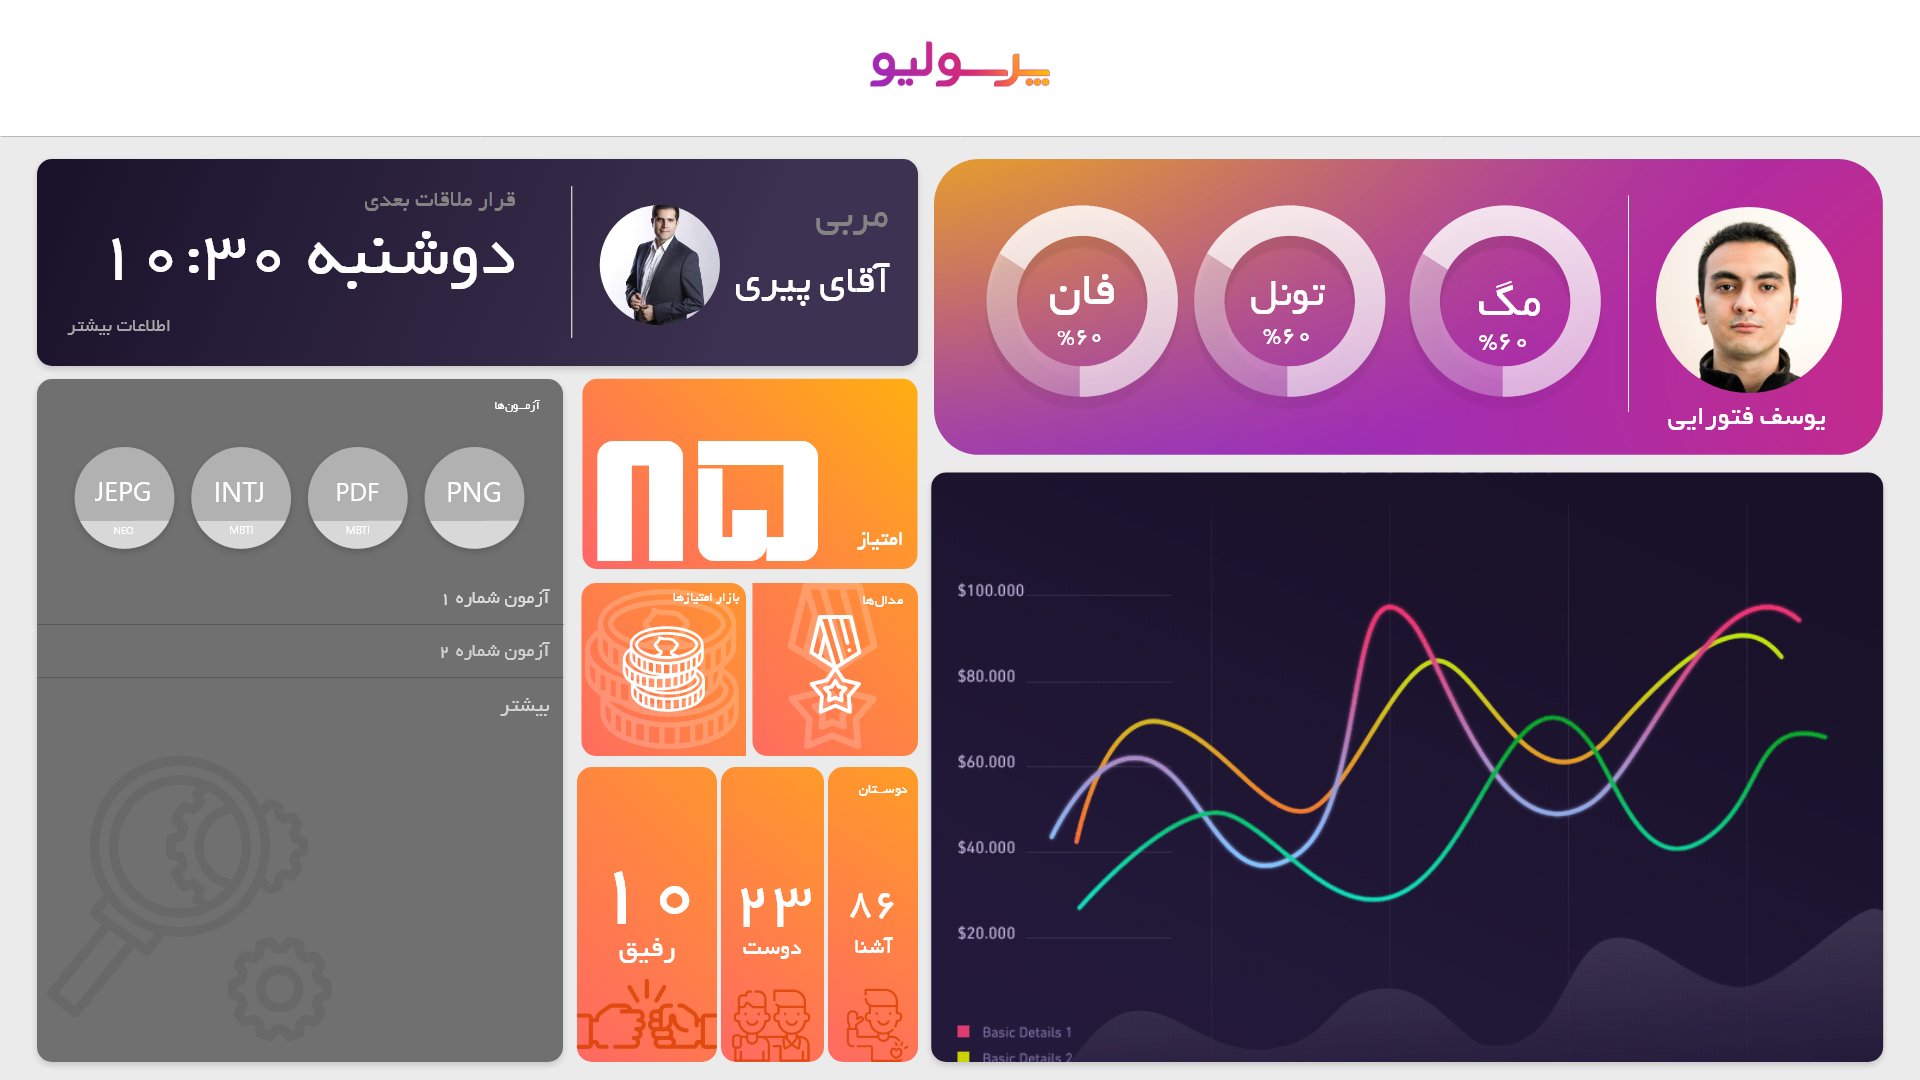 پرسولیو
یوسف فتورایی
مگ
%۶۰
تونل
%۶۰
فان
%۶۰
مربی
آقای پیری
قرار ملاقات بعدی
دوشنبه ۱۰:۳۰
اطلاعات بیشتر
$100.000
$80.000
$60.000
$40.000
$20.000
Basic Details 1
Basic Details 2
امتیاز
مدال‌ها
بازار امتیازها
دوستان
۸۶
آشنا
۲۳
دوست
۱۰
رفیق
آزمون‌ها
JEPG
NEO
INTJ
MBTI
PDF
MBTI
PNG
آزمون شماره ۱
آزمون شماره ۲
بیشتر